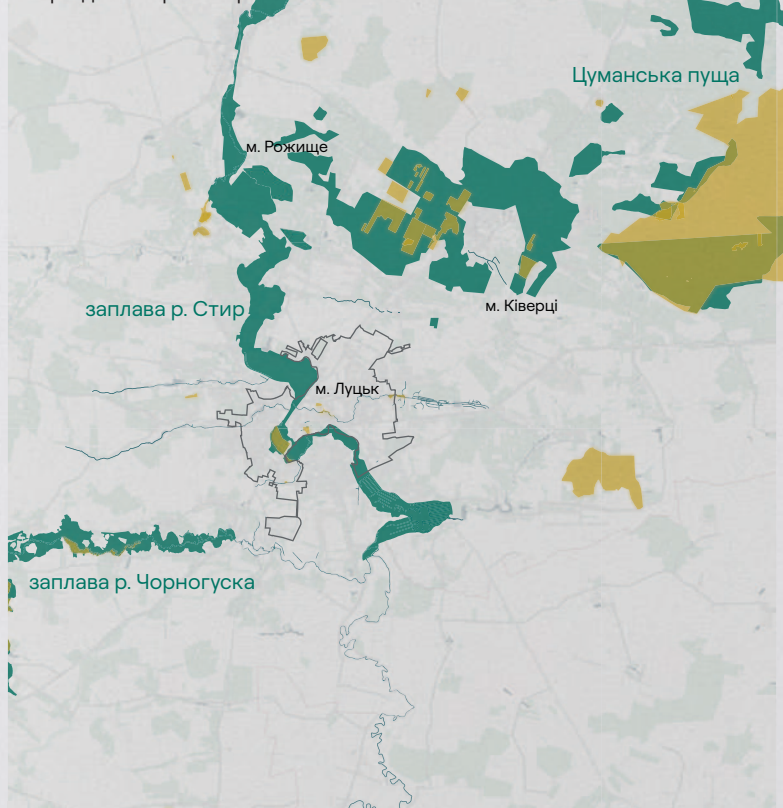 Цуманська пуща
м. Рожище
м. Ківерці
заплава р. Стир
м. Луцьк
заплава р. Чорногуска